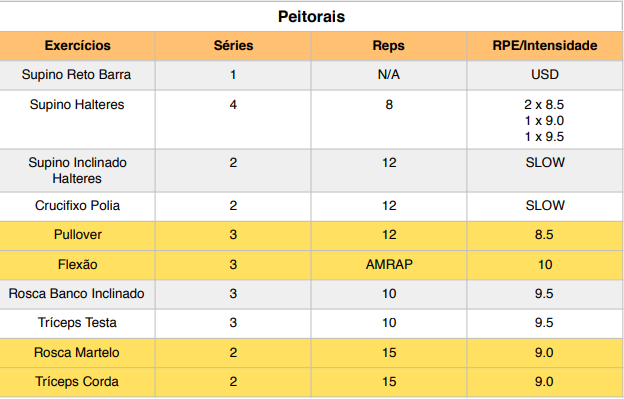 Peitorais
Exercícios Séries Reps RPE/Intensidade
Supino Reto Barra 1 N/A USD
Supino Halteres 4 8 2 x 8.5
1 x 9.0
1 x 9.5
Supino Inclinado 2 12 SLOW
Halteres
Crucifixo Polia 2 12 SLOW
Pullover 3 12 8.5
Flexão 3 AMRAP 10
Rosca Banco Inclinado 3 10 9.5
Tríceps Testa 3 10 9.5
Rosca Martelo 2 15 9.0
Tríceps Corda 2 15 9.0